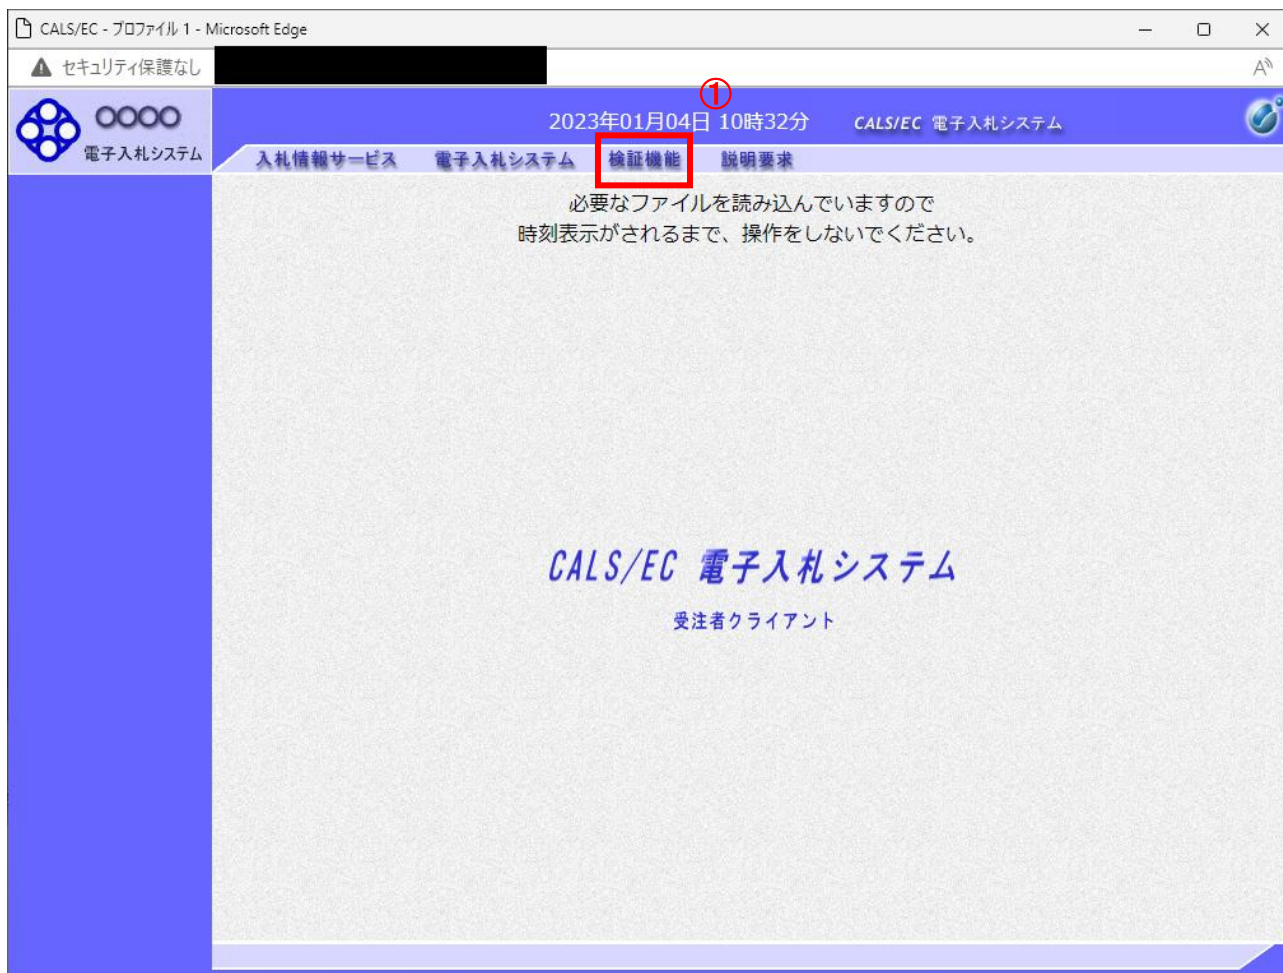 CALS/EC - プロファイル 1 - Microsoft Edge
セキュリティ保護なし
A
①
○○○○
電子入札システム
2023年01月04日 10時32分
CALS/EC 電子入札システム
入札情報サービス 電子入札システム 検証機能 説明要求
必要なファイルを読み込んでいますので
時刻表示がされるまで、操作をしないでください。
CALS/EC 電子入札システム
受注者クライアント